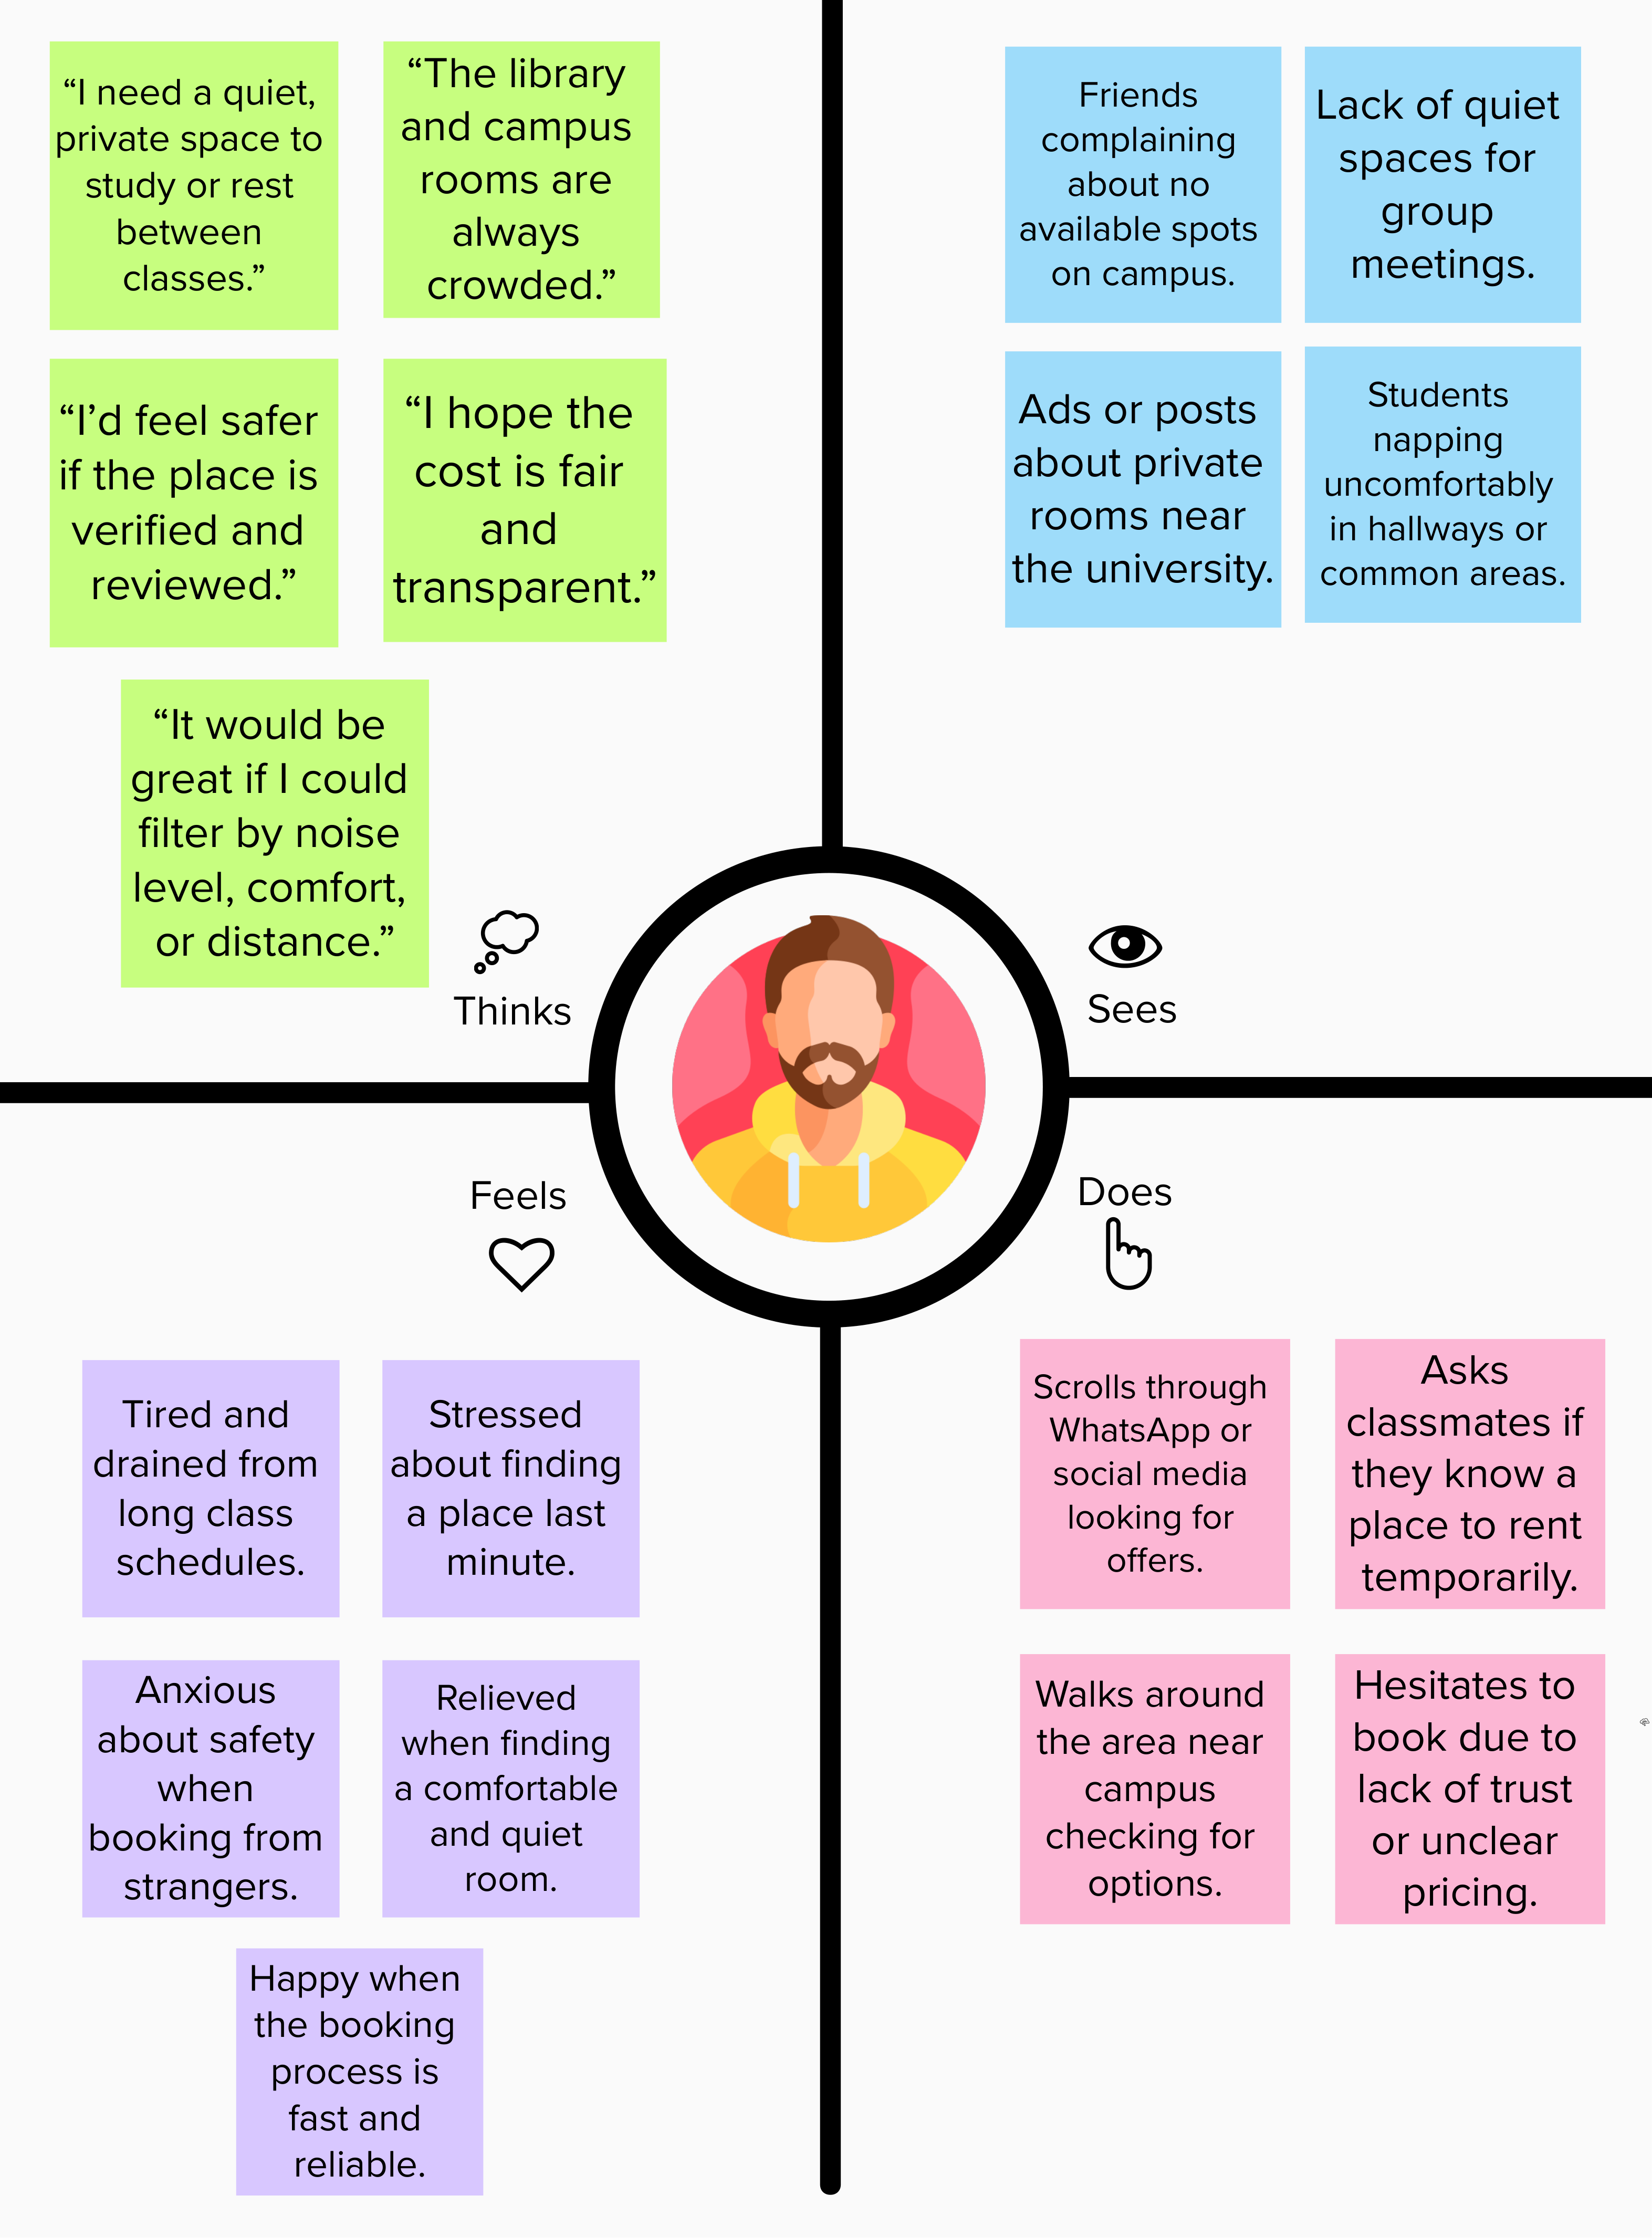 “I need a quiet,
private space to
study or rest
between
classes.”
“The library
and campus
rooms are
always
crowded.”
“I’d feel safer
if the place is
verified and
reviewed.”
“I hope the
cost is fair
and
transparent.”
“It would be
great if I could
filter by noise
level, comfort,
or distance.”
Thinks
Friends
complaining
about no
available spots
on campus.
Lack of quiet
spaces for
group
meetings.
Ads or posts
about private
rooms near
the university.
Students
napping
uncomfortably
in hallways or
common areas.
Sees
Feels
Tired and
drained from
long class
schedules.
Stressed
about finding
a place last
minute.
Anxious
about safety
when
booking from
strangers.
Relieved
when finding
a comfortable
and quiet
room.
Happy when
the booking
process is
fast and
reliable.
Does
Scrolls through
WhatsApp or
social media
looking for
offers.
Asks
classmates if
they know a
place to rent
temporarily.
Walks around
the area near
campus
checking for
options.
Hesitates to
book due to
lack of trust
or unclear
pricing.